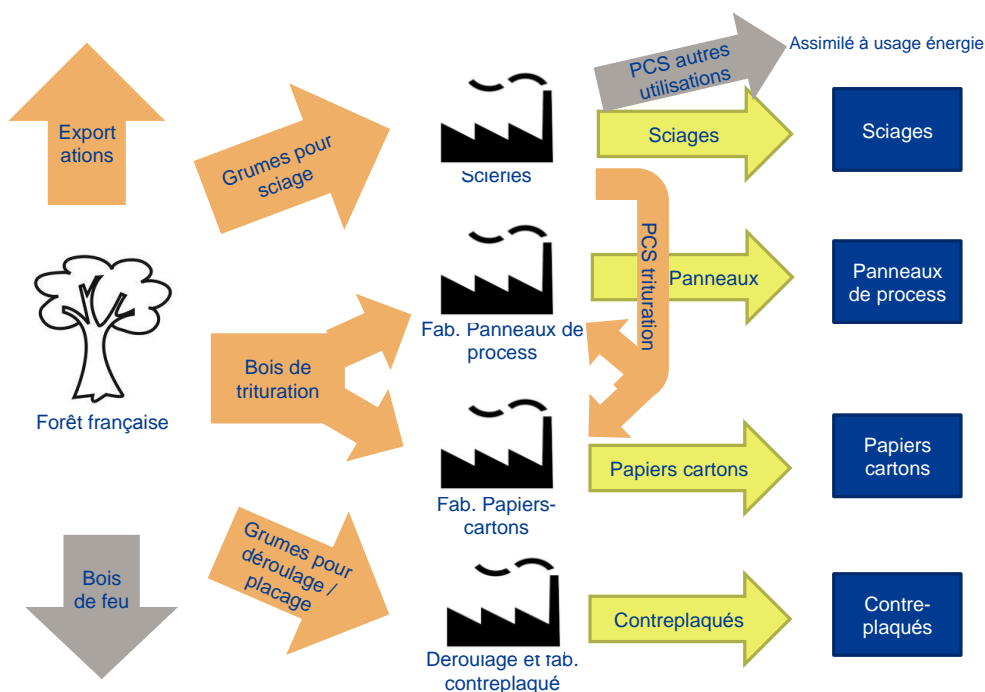 PCS autres
utilisations
Assimilé à usage énergie
Export
ations
Grumes pour
sciage
Scieries
Sciages
Sciages
PCS trituration
Forêt française
Bois de
trituration
Fab. Panneaux de
process
Panneaux
Panneaux
de process
Fab. Papiers-
cartons
Papiers cartons
Papiers
cartons
Bois
de feu
Grumes pour
déroulage /
placage
Déroulage et fab.
contreplaqué
Contreplaqués
Contre-
plaqués